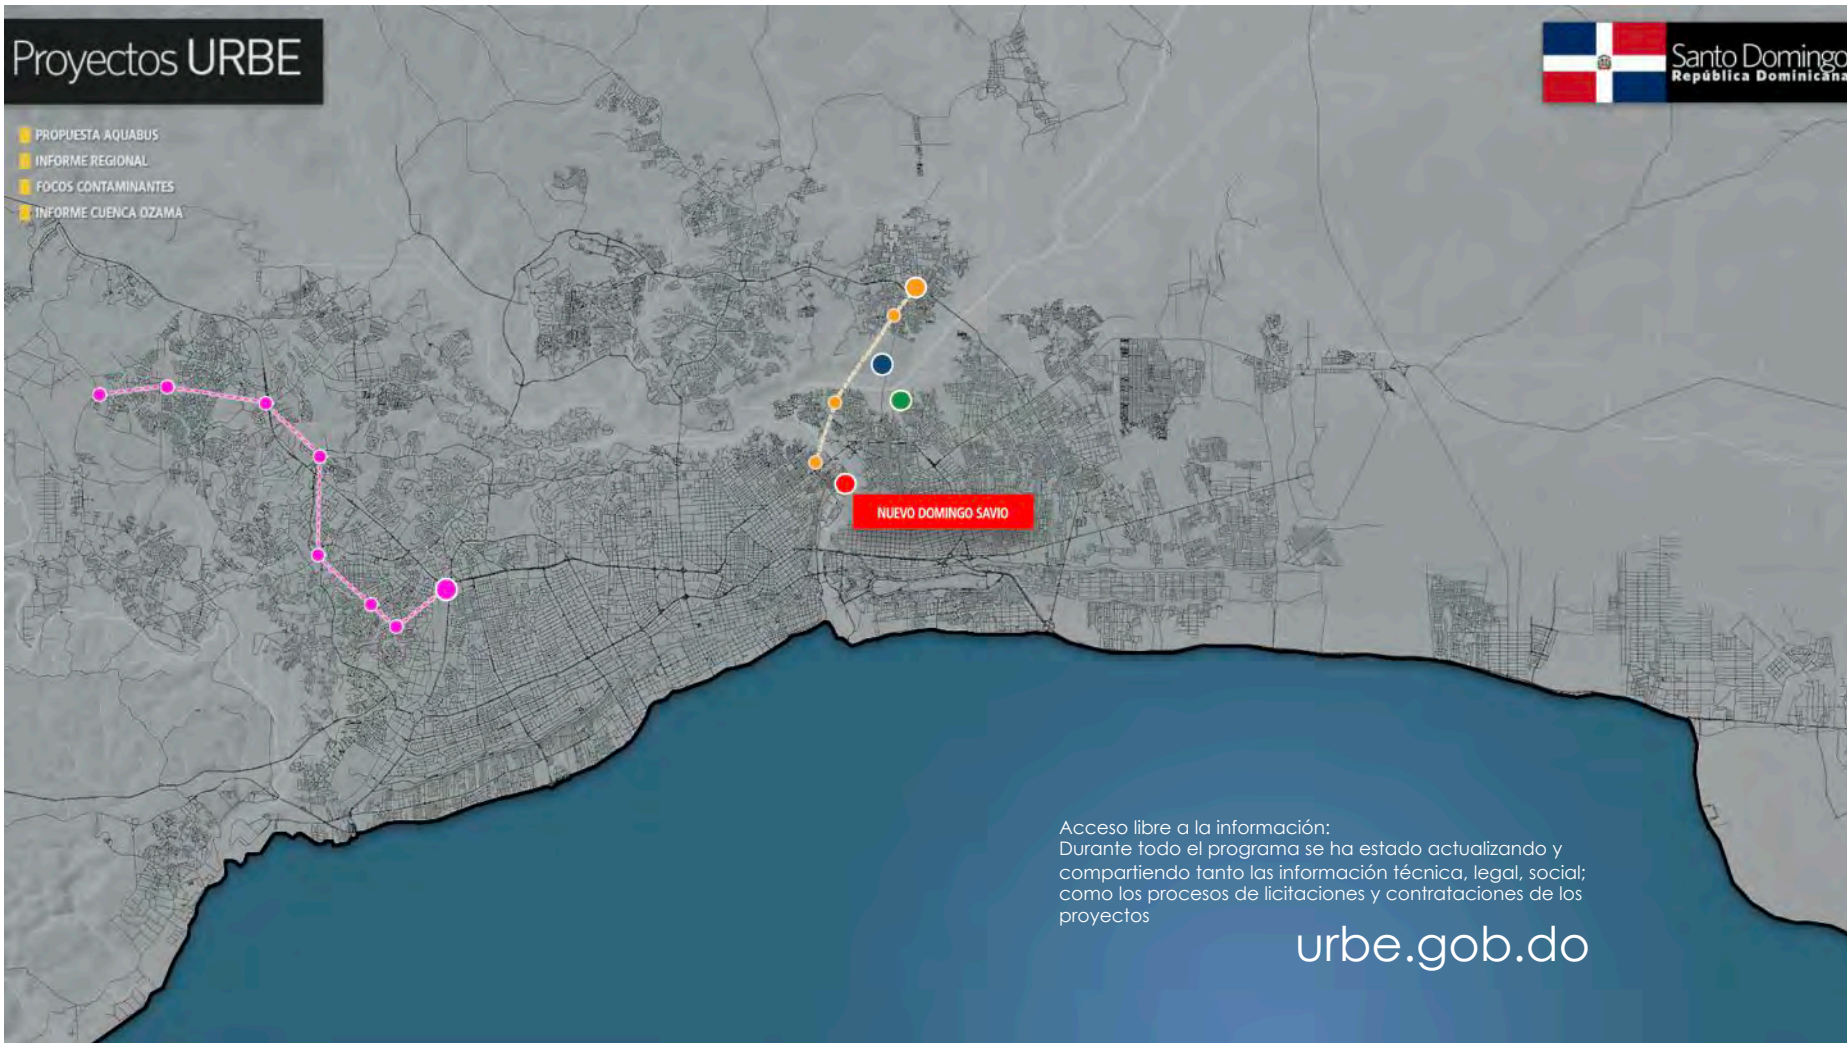 Proyectos URBE
Santo Domingo
República Dominicana
PROPUESTA AQUABUS
INFORME REGIONAL
FOCOS CONTAMINANTES
INFORME CUENCA OZAMA
NUEVO DOMINGO SAVIO
Acceso libre a la información:
Durante todo el programa se ha estado actualizando y
compartiendo tanto las información técnica, legal, social;
como los procesos de licitaciones y contrataciones de los
proyectos
urbe.gob.do